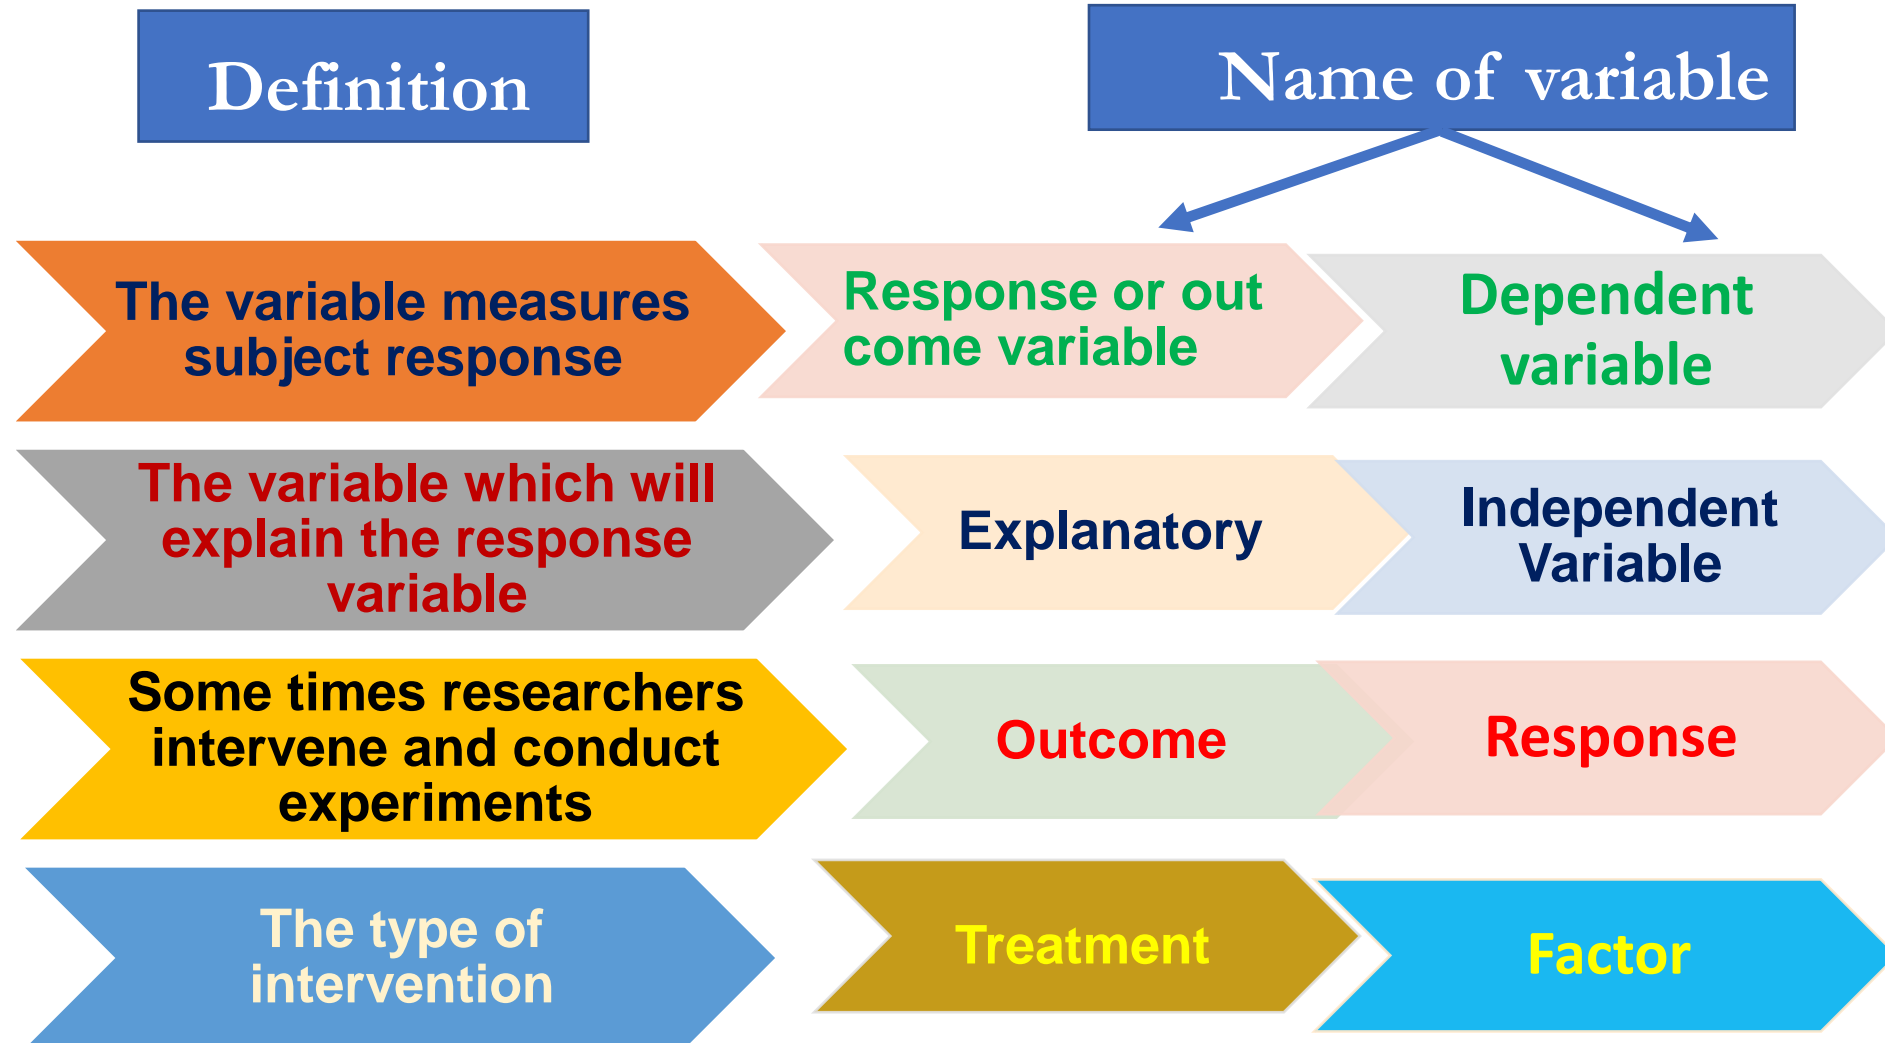 Definition
Name of variable
The variable measures
subject response
Response or out
come variable
Dependent
variable
The variable which will
explain the response
variable
Explanatory
Independent
Variable
Some times researchers
intervene and conduct
experiments
Outcome
Response
The type of
intervention
Treatment
Factor